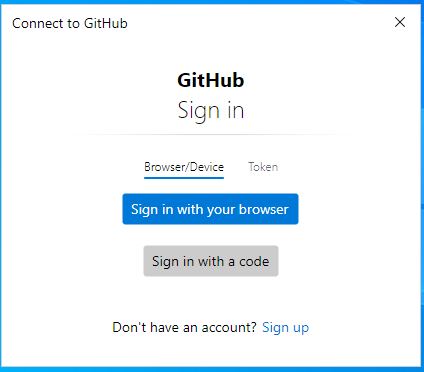 Connect to GitHub
GitHub
Sign in
Browser/Device Token
Sign in with your browser
Sign in with a code
Don't have an account? Sign up